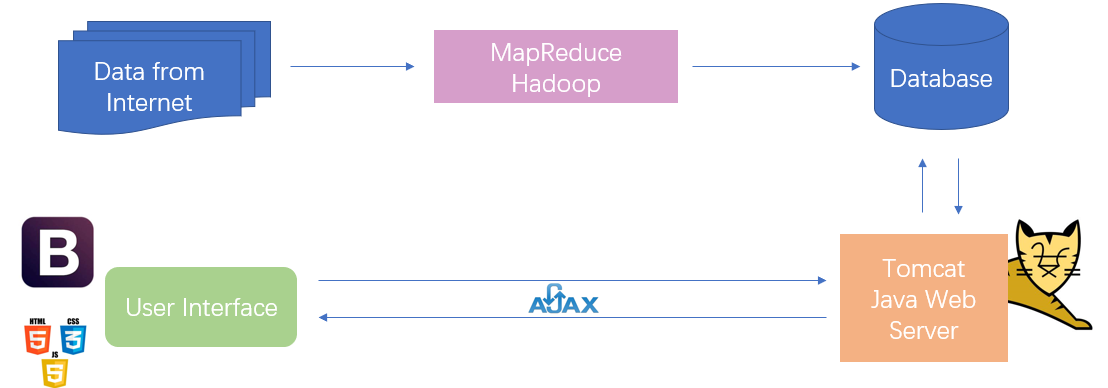 Data from
Internet
MapReduce
Hadoop
Database
B
HTML
5
CSS
3
JS
5
User Interface
AJAX
Tomcat
Java Web
Server